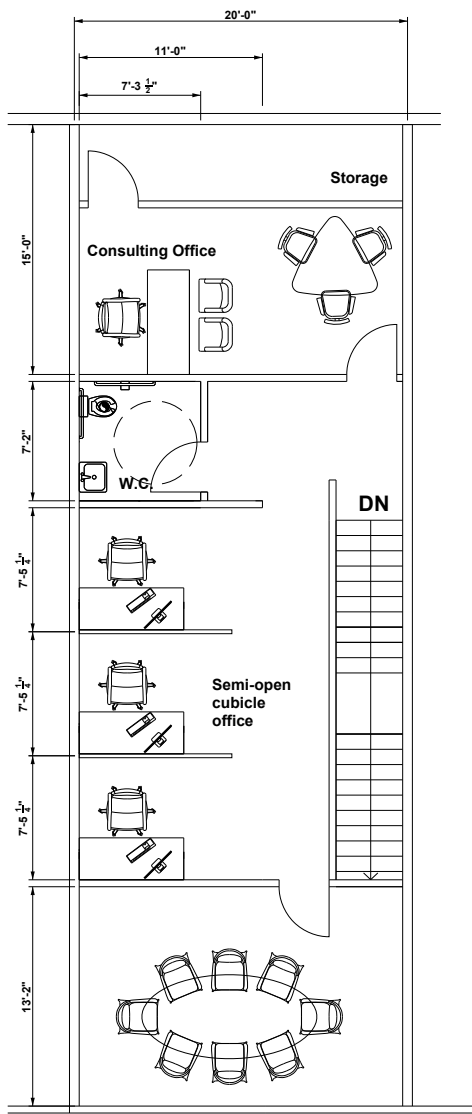 20'-0"
11'-0"
7'-3 1/2"
Storage
15'-0"
Consulting Office
7'-2"
W.C.
DN
7'-5 1/4"
7'-5 1/4"
Semi-open
cubicle
office
7'-5 1/4"
13'-2"